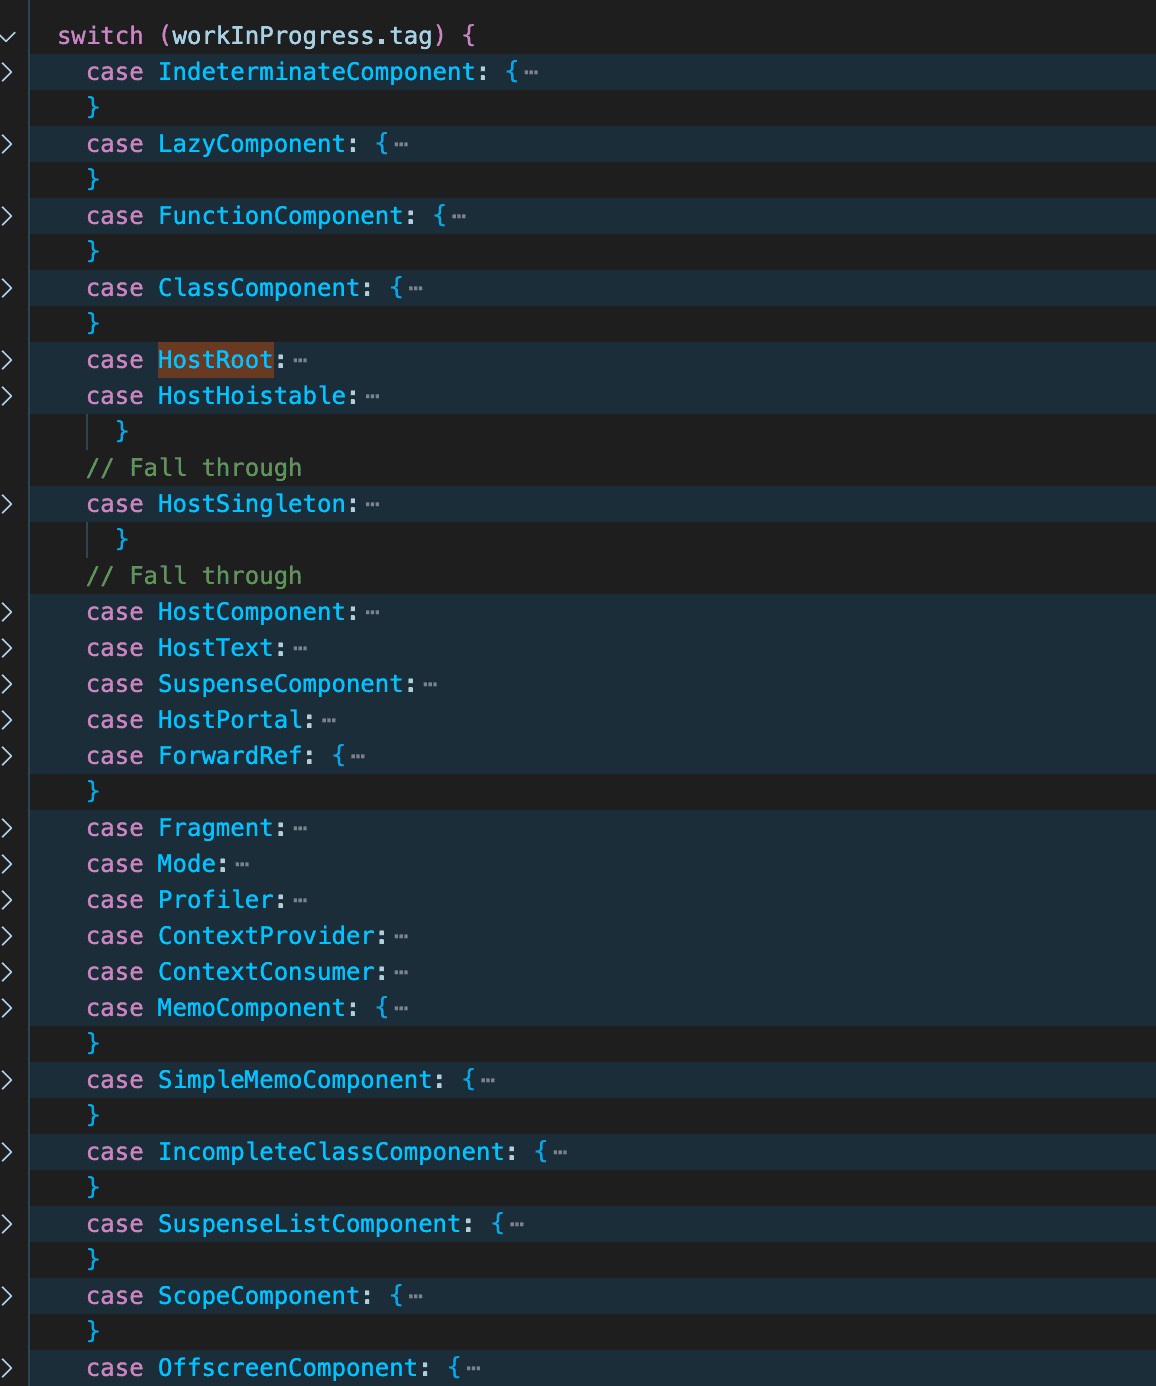 switch (workInProgress.tag) {
case IndeterminateComponent: {⋯
}
case LazyComponent: {⋯
}
case FunctionComponent: {⋯
}
case ClassComponent: {⋯
}
case HostRoot:⋯
case HostHoistable:⋯
}
// Fall through
case HostSingleton:⋯
}
// Fall through
case HostComponent:⋯
case HostText:⋯
case SuspenseComponent:⋯
case HostPortal:⋯
case ForwardRef: {⋯
}
case Fragment:⋯
case Mode:⋯
case Profiler:⋯
case ContextProvider:⋯
case ContextConsumer:⋯
case MemoComponent: {⋯
}
case SimpleMemoComponent: {⋯
}
case IncompleteClassComponent: {⋯
}
case SuspenseListComponent: {⋯
}
case ScopeComponent: {⋯
}
case OffscreenComponent: {⋯